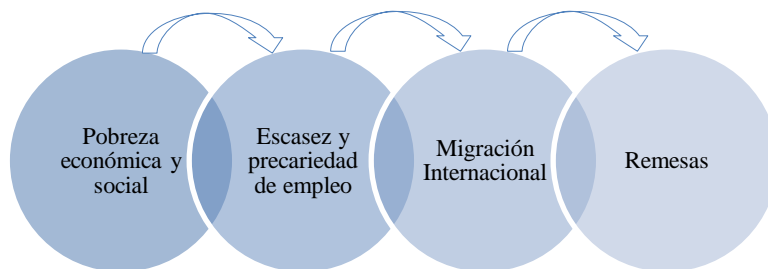 Pobreza
económica y
social
Escasez y
precariedad
de empleo
Migración
Internacional
Remesas